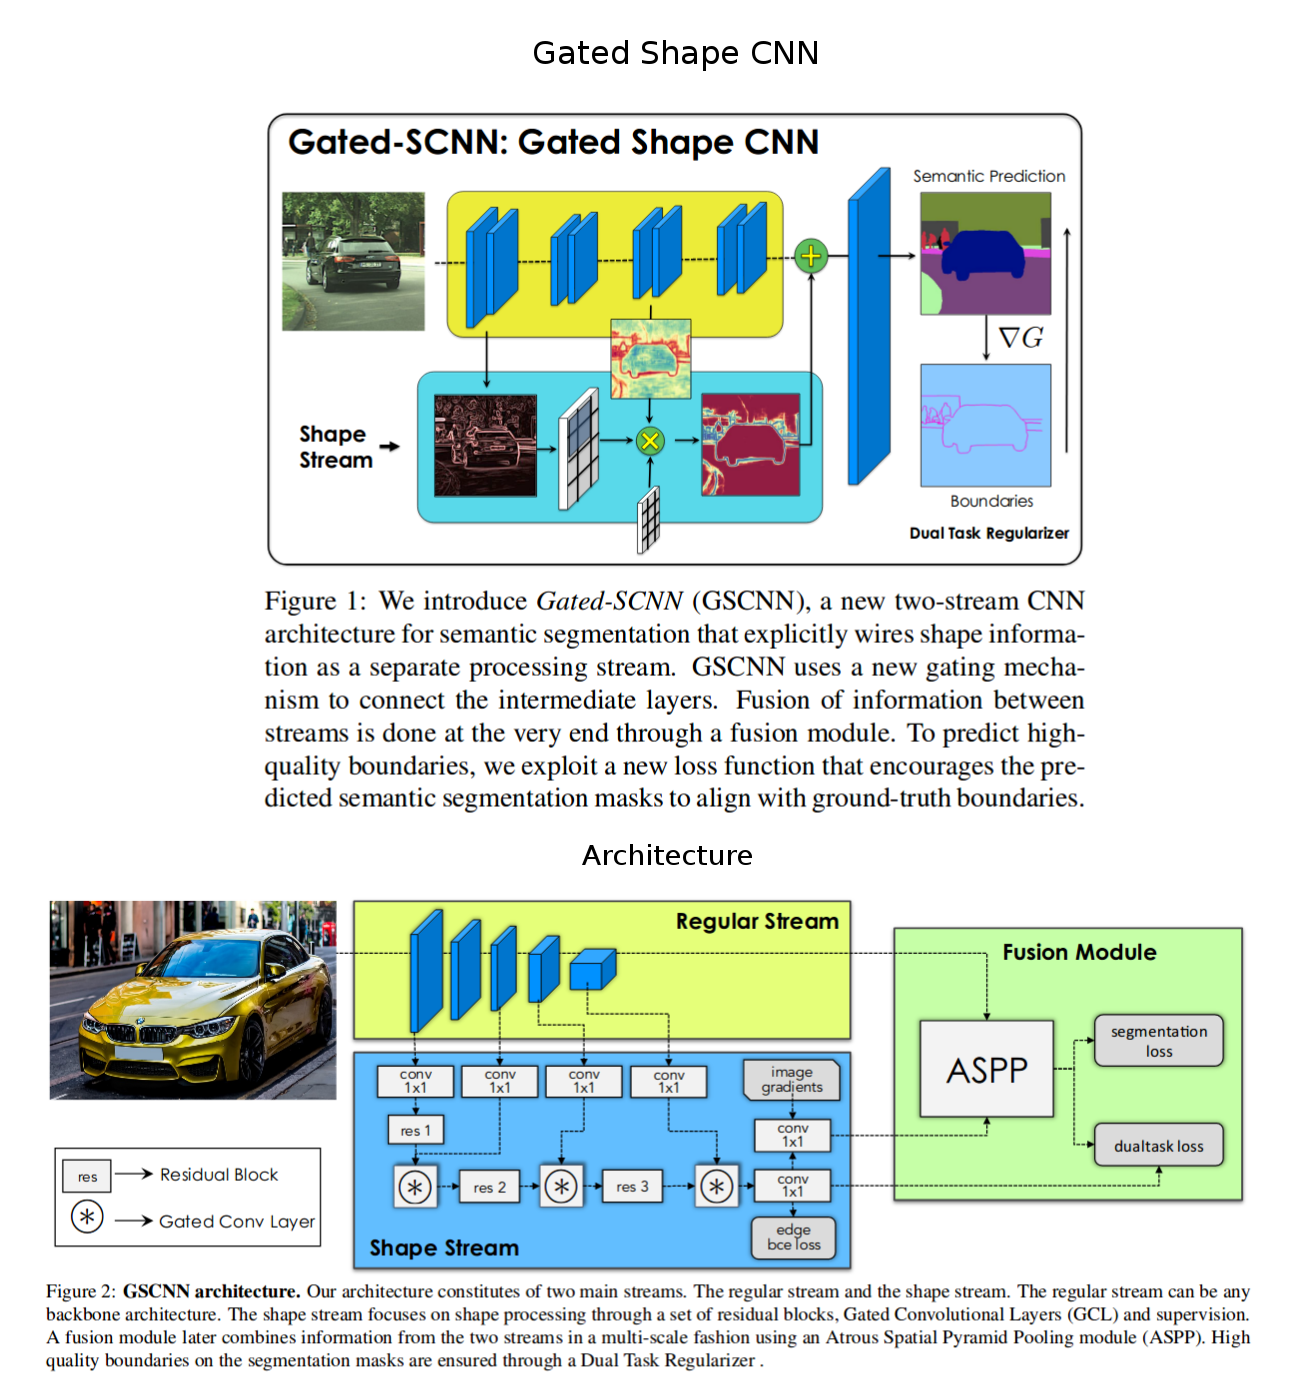 Gated Shape CNN
Gated-SCNN: Gated Shape CNN
Semantic Prediction
∇G
Shape
Stream
Boundaries
Dual Task Regularizer
Figure 1: We introduce Gated-SCNN (GSCNN), a new two-stream CNN
architecture for semantic segmentation that explicitly wires shape informa-
tion as a separate processing stream. GSCNN uses a new gating mecha-
nism to connect the intermediate layers. Fusion of information between
streams is done at the very end through a fusion module. To predict high-
quality boundaries, we exploit a new loss function that encourages the pre-
dicted semantic segmentation masks to align with ground-truth boundaries.
Architecture
Regular Stream
Fusion Module
segmentation
loss
ASPP
dualtask loss
conv
1x1
conv
1x1
conv
1x1
conv
1x1
image
gradients
res 1
conv
1x1
res 2
res 3
conv
1x1
edge
bce loss
Shape Stream
res
Residual Block
Gated Conv Layer
Figure 2: GSCNN architecture. Our architecture constitutes of two main streams. The regular stream and the shape stream. The regular stream can be any
backbone architecture. The shape stream focuses on shape processing through a set of residual blocks, Gated Convolutional Layers (GCL) and supervision.
A fusion module later combines information from the two streams in a multi-scale fashion using an Atrous Spatial Pyramid Pooling module (ASPP). High
quality boundaries on the segmentation masks are ensured through a Dual Task Regularizer .